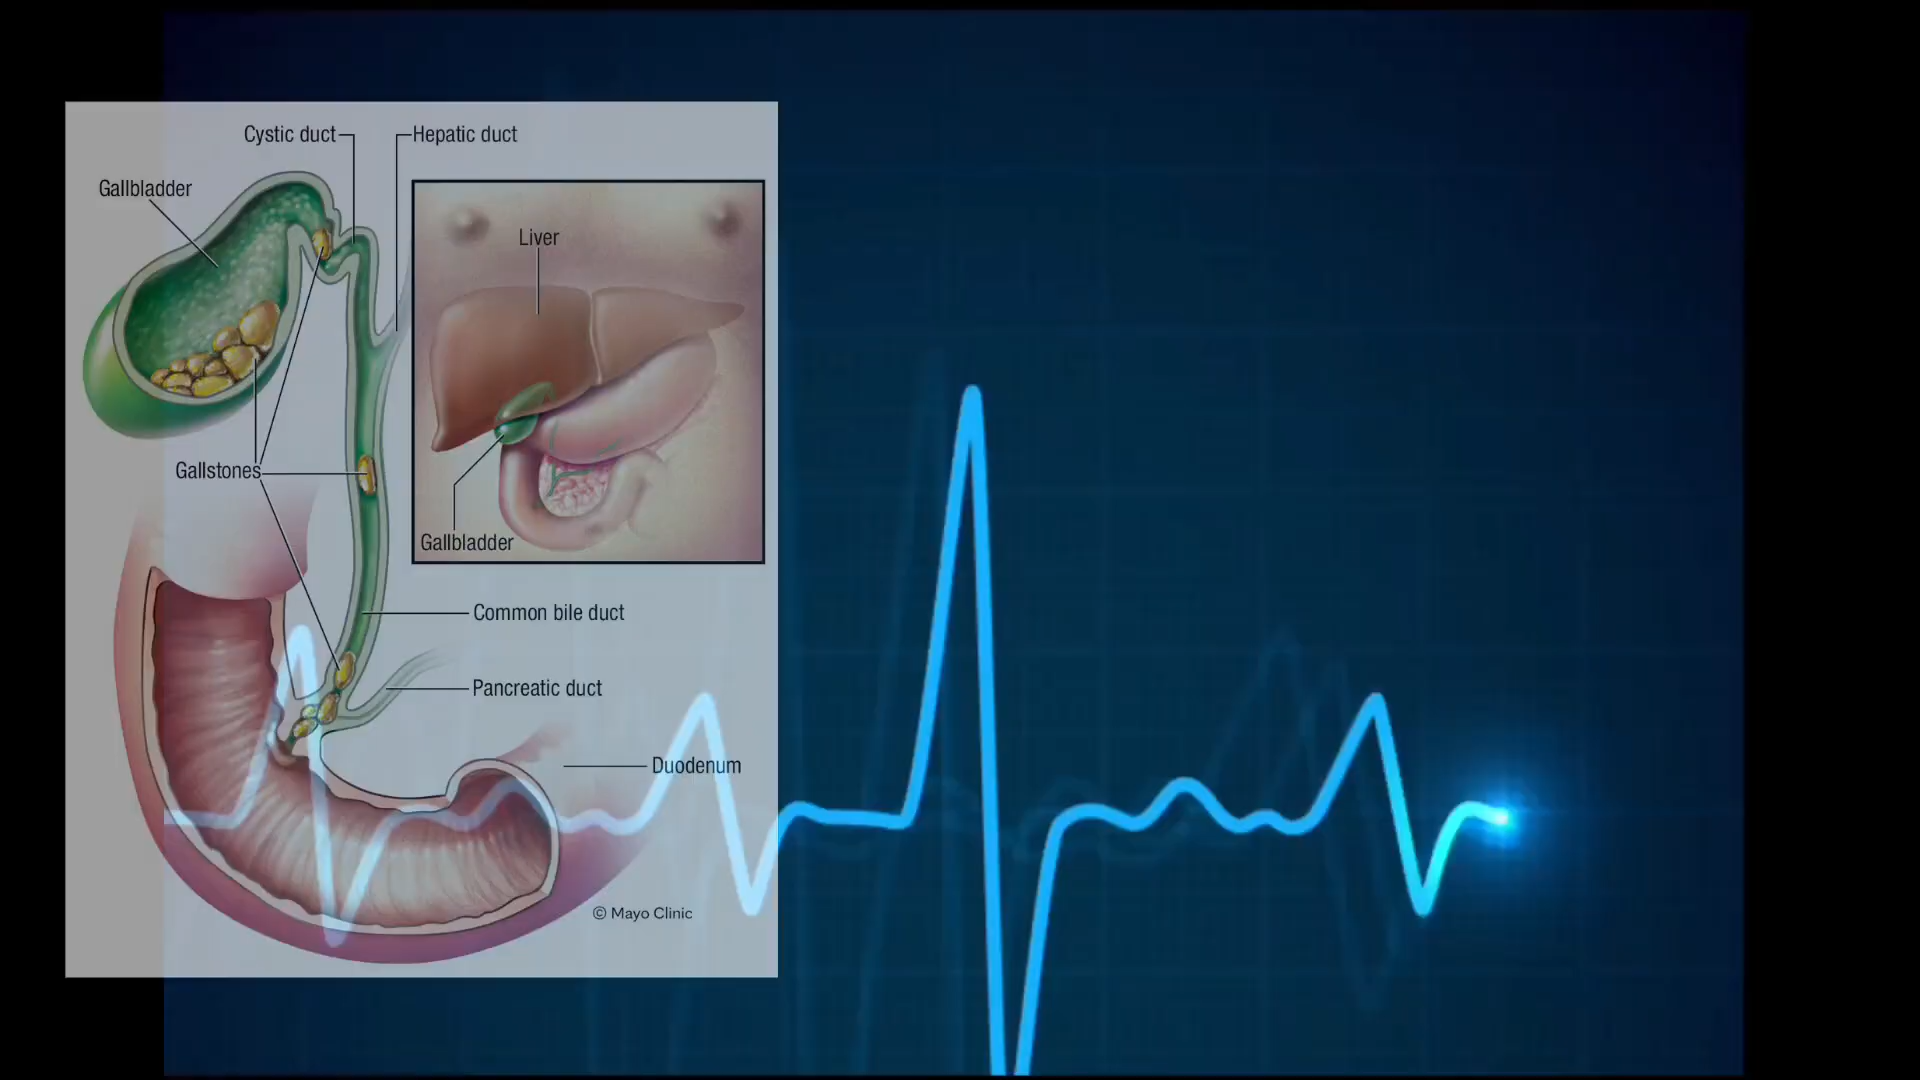 Cystic duct
Hepatic duct
Gallbladder
Liver
Gallstones
Gallbladder
Common bile duct
Pancreatic duct
Duodenum
© Mayo Clinic